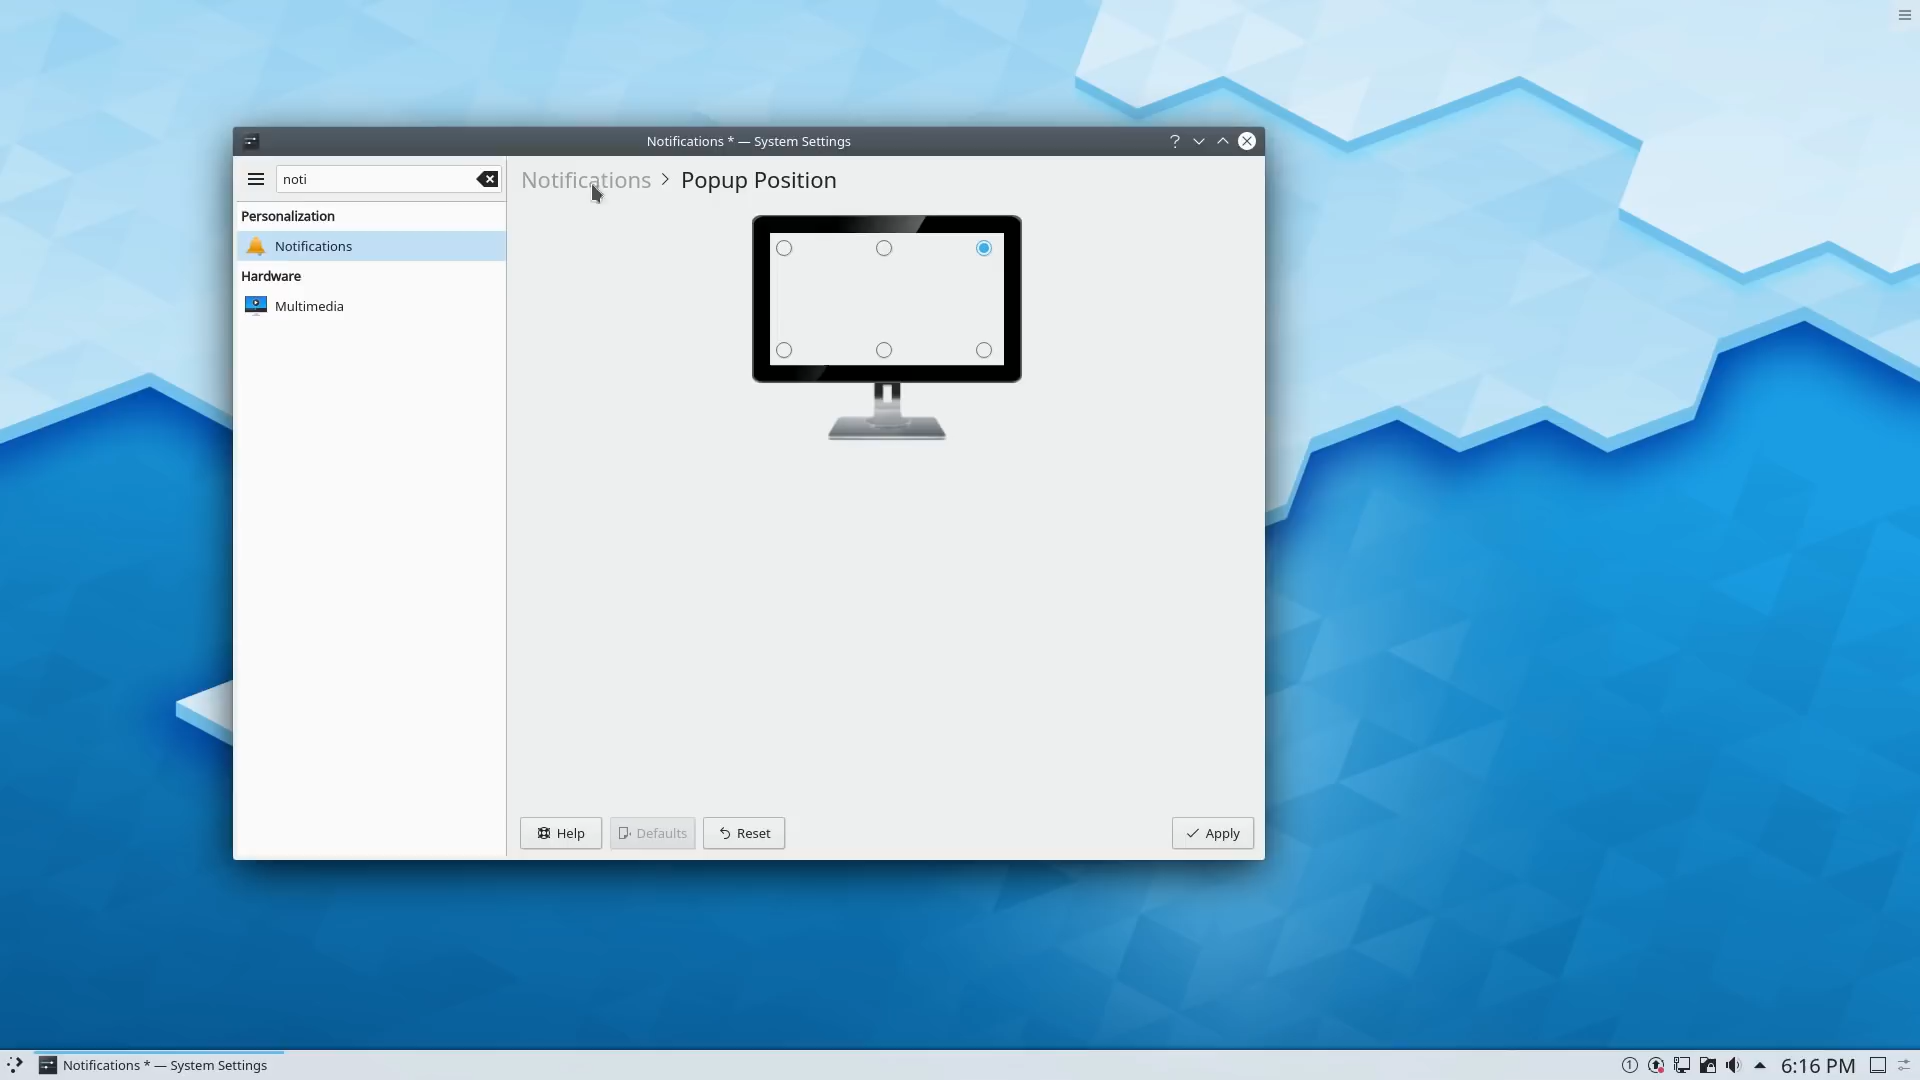 Notifications * — System Settings
?
noti
Notifications > Popup Position
Personalization
Notifications
Hardware
Multimedia
Help
Defaults
Reset
Apply
Notifications * — System Settings
1
6:16 PM